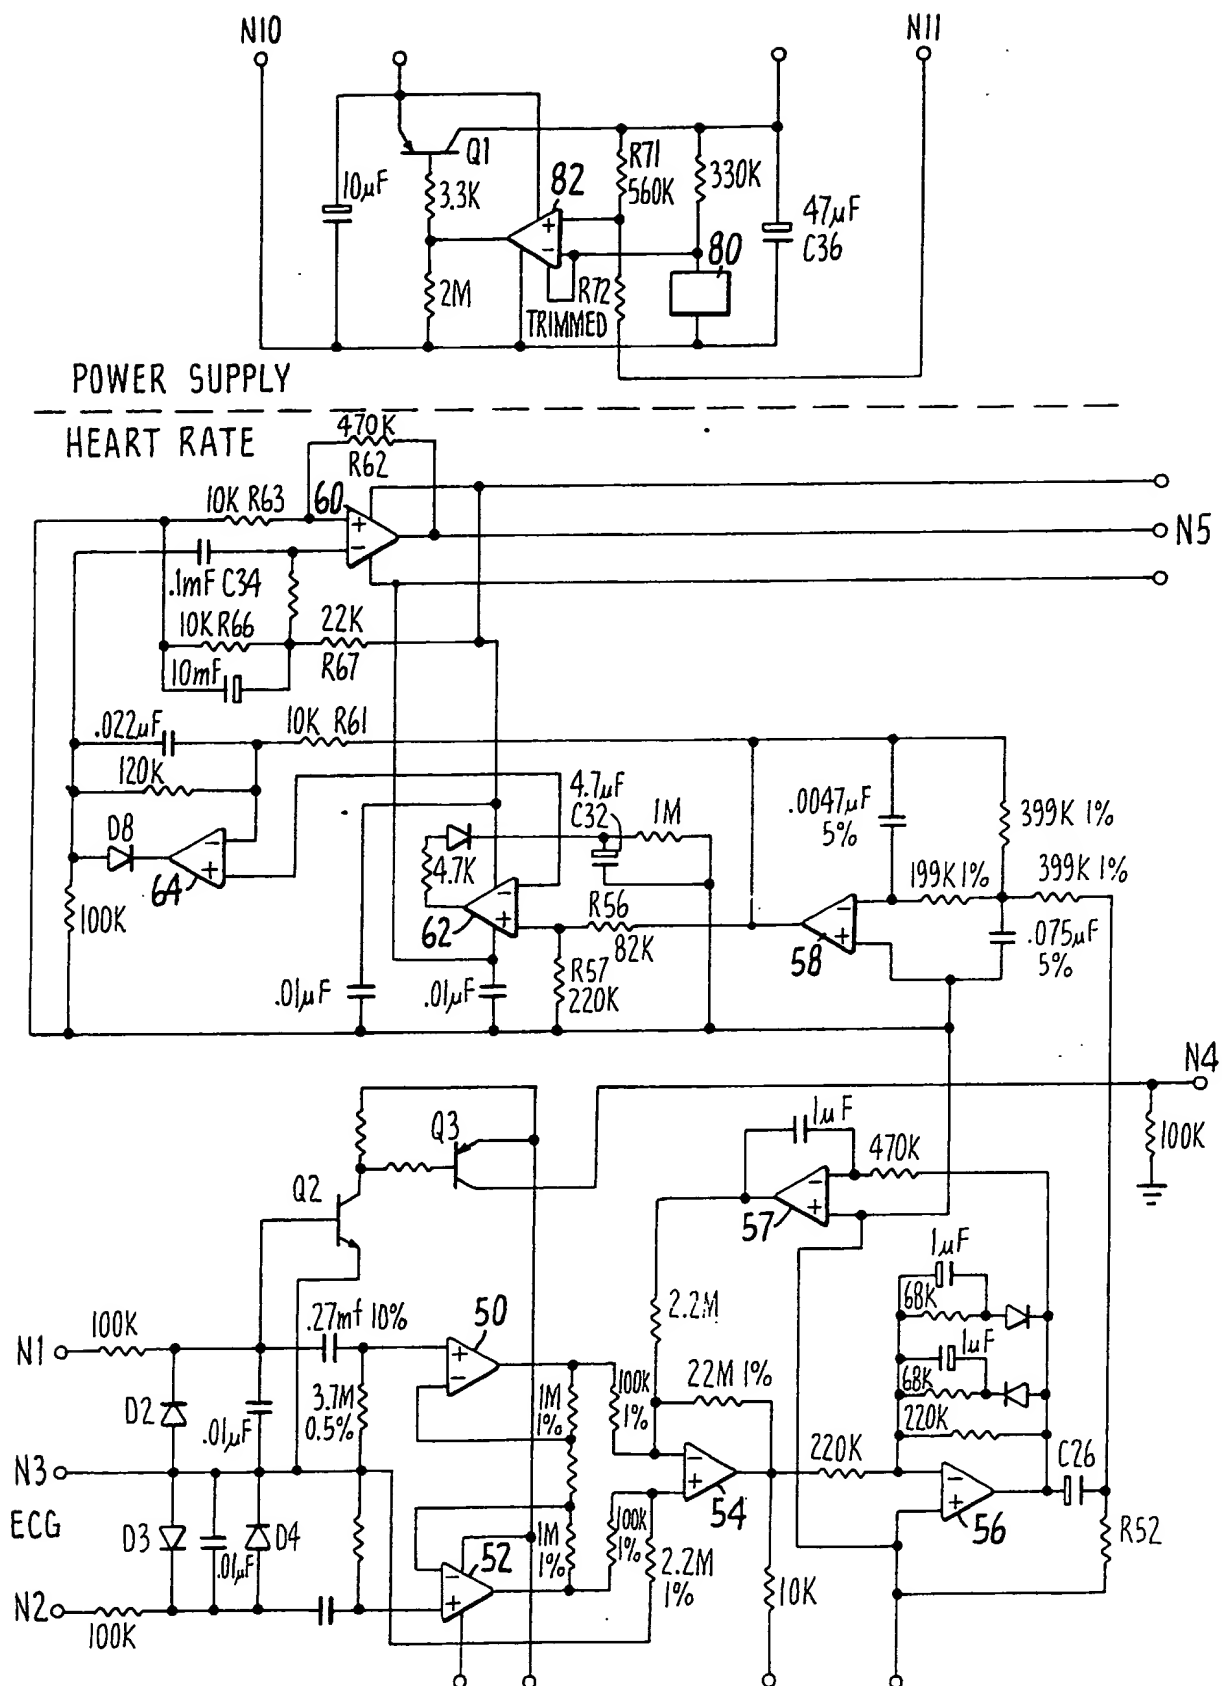 N10
N11
Q1
10μF
3.3K
82
+
-
R71
560K
330K
47μF
C36
80
2M
R72
TRIMMED
POWER SUPPLY
HEART RATE
470K
R62
10K R63
60
+
-
N5
.1mF C34
10K R66
22K
R67
10mF
.022μF
10K R61
120K
4.7μF
C32
1M
.0047μF
5%
399K 1%
D8
-
+
64
4.7K
-
+
62
199K 1%
399K 1%
100K
R56
82K
-
+
58
.075μF
5%
.01μF
.01μF
R57
220K
N4
1μF
Q3
470K
100K
Q2
-
+
57
1μF
68K
2.2M
.27mf 10%
50
100K
N1
+
-
1μF
22M 1%
68K
3.7M
0.5%
1M
1%
100K
1%
D2
.01μF
220K
220K
C26
N3
-
+
54
-
+
56
ECG
D3
D4
.01μF
52
1M
1%
100K
1%
2.2M
1%
R52
-
+
10K
N2
100K